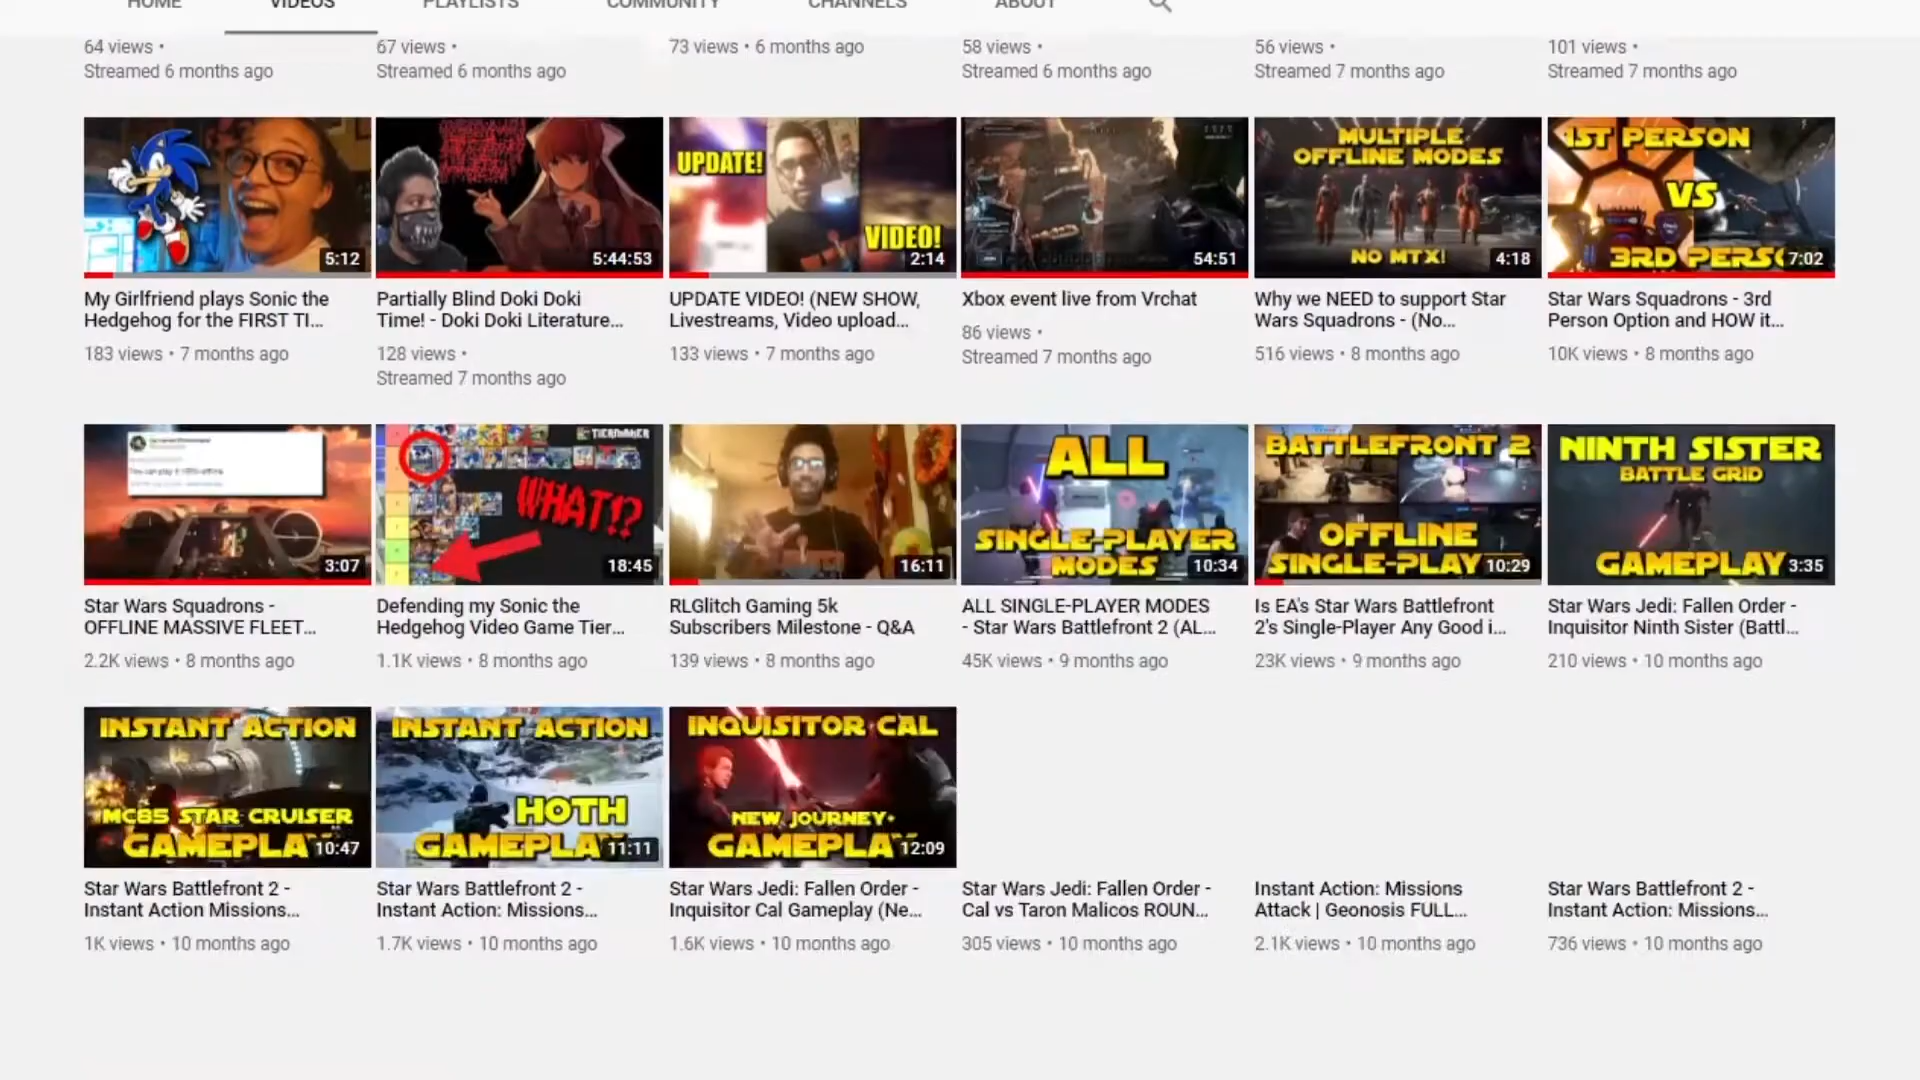 HOME VIDEOS PLAYLISTS COMMUNITY CHANNELS ABOUT
64 views •
Streamed 6 months ago
67 views •
Streamed 6 months ago
73 views • 6 months ago
58 views •
Streamed 6 months ago
56 views •
Streamed 7 months ago
101 views •
Streamed 7 months ago
5:12
My Girlfriend plays Sonic the
Hedgehog for the FIRST TI...
183 views • 7 months ago
5:44:53
Partially Blind Doki Doki
Time! - Doki Doki Literature...
128 views •
Streamed 7 months ago
UPDATE!
VIDEO!
2:14
UPDATE VIDEO! (NEW SHOW,
Livestreams, Video upload...
133 views • 7 months ago
54:51
Xbox event live from Vrchat
86 views •
Streamed 7 months ago
MULTIPLE
OFFLINE MODES
NO MTX!
4:18
Why we NEED to support Star
Wars Squadrons - (No...
516 views • 8 months ago
1ST PERSON
VS
3RD PERS
7:02
Star Wars Squadrons - 3rd
Person Option and HOW it...
10K views • 8 months ago
3:07
Star Wars Squadrons -
OFFLINE MASSIVE FLEET...
2.2K views • 8 months ago
TIERMAKER
WHAT!?
18:45
Defending my Sonic the
Hedgehog Video Game Tier...
1.1K views • 8 months ago
16:11
RLGlitch Gaming 5k
Subscribers Milestone - Q&A
139 views • 8 months ago
ALL
SINGLE-PLAYER
MODES
10:34
ALL SINGLE-PLAYER MODES
- Star Wars Battlefront 2 (AL...
45K views • 9 months ago
BATTLEFRONT 2
OFFLINE
SINGLE-PLAY
10:29
Is EA's Star Wars Battlefront
2's Single-Player Any Good i...
23K views • 9 months ago
NINTH SISTER
BATTLE GRID
GAMEPLAY
3:35
Star Wars Jedi: Fallen Order -
Inquisitor Ninth Sister (Battl...
210 views • 10 months ago
INSTANT ACTION
MC85 STAR CRUISER
GAMEPLA
10:47
Star Wars Battlefront 2 -
Instant Action Missions...
1K views • 10 months ago
INSTANT ACTION
HOTH
GAMEPLA
11:11
Star Wars Battlefront 2 -
Instant Action: Missions...
1.7K views • 10 months ago
INQUISITOR CAL
NEW JOURNEY+
GAMEPLA
12:09
Star Wars Jedi: Fallen Order -
Inquisitor Cal Gameplay (Ne...
1.6K views • 10 months ago
Star Wars Jedi: Fallen Order -
Cal vs Taron Malicos ROUN...
305 views • 10 months ago
Instant Action: Missions
Attack | Geonosis FULL...
2.1K views • 10 months ago
Star Wars Battlefront 2 -
Instant Action: Missions...
736 views • 10 months ago